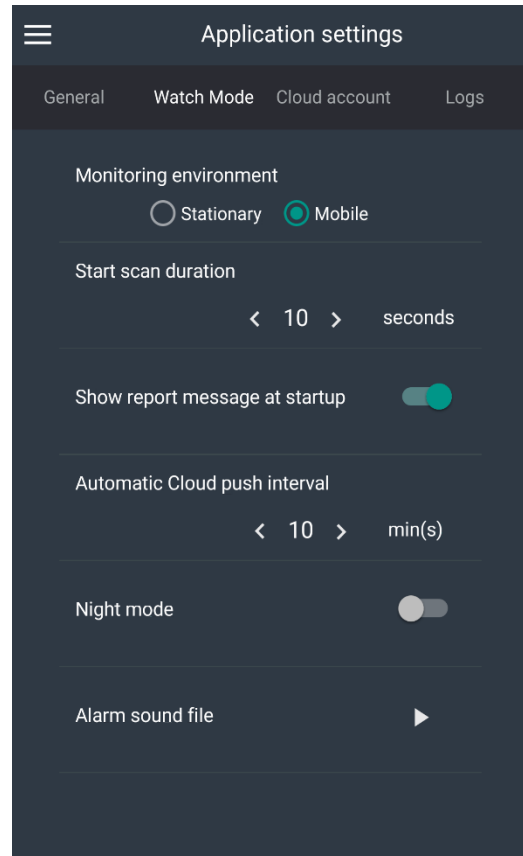 Application settings
General Watch Mode Cloud account Logs
Monitoring environment
Stationary Mobile
Start scan duration
10 seconds
Show report message at startup
Automatic Cloud push interval
10 min(s)
Night mode
Alarm sound file